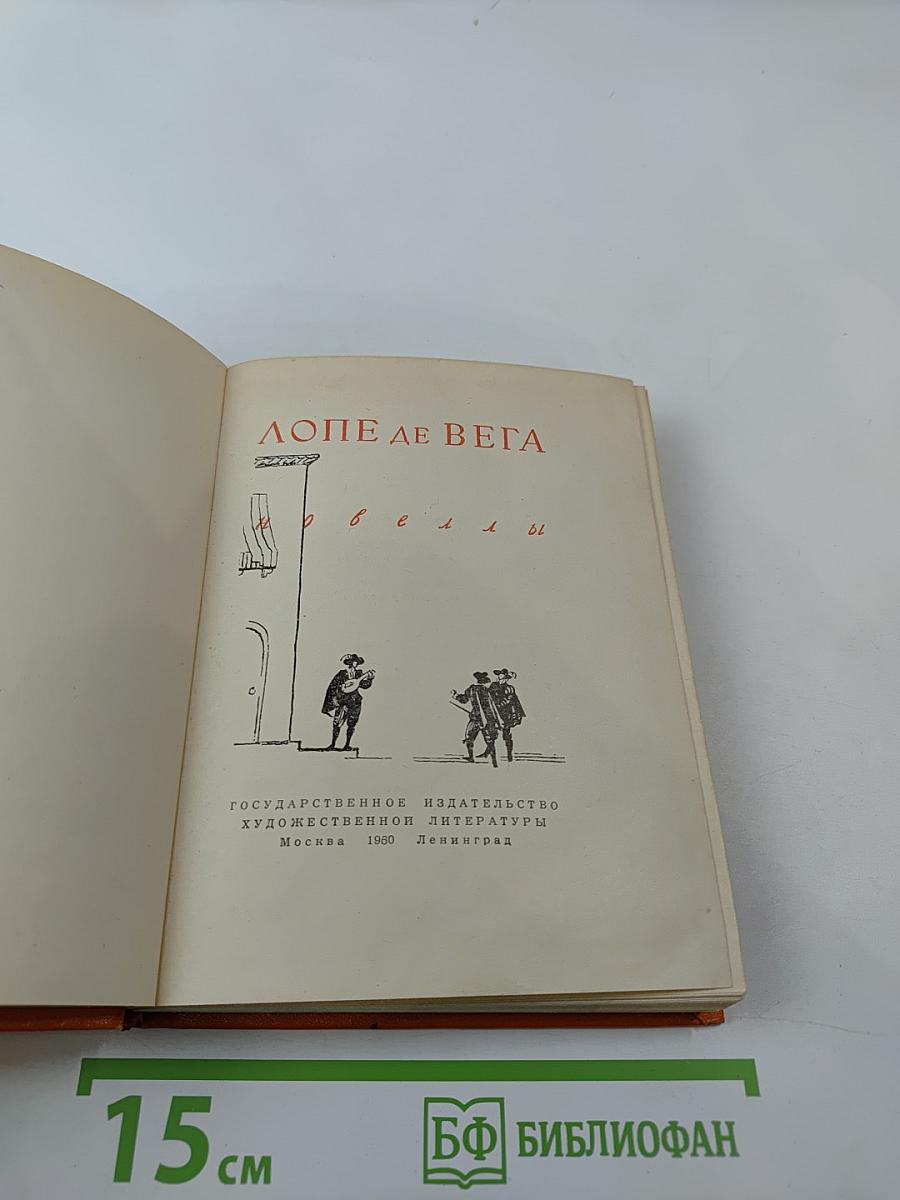 ЛОПЕ ДЕ ВЕГА
новеллы
ГОСУДАРСТВЕННОЕ ИЗДАТЕЛЬСТВО
ХУДОЖЕСТВЕННОЙ ЛИТЕРАТУРЫ
Москва 1960 Ленинград
15 см
БФ БИБЛИОФАН